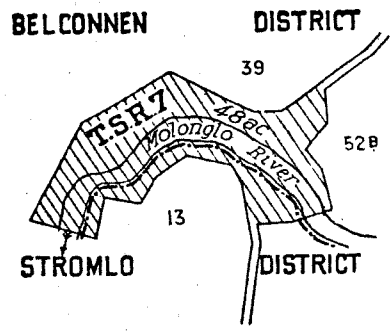 BELCONNEN DISTRICT
39
T.S.R.7
48ac
Molonglo River
52B
13
STROMLO DISTRICT